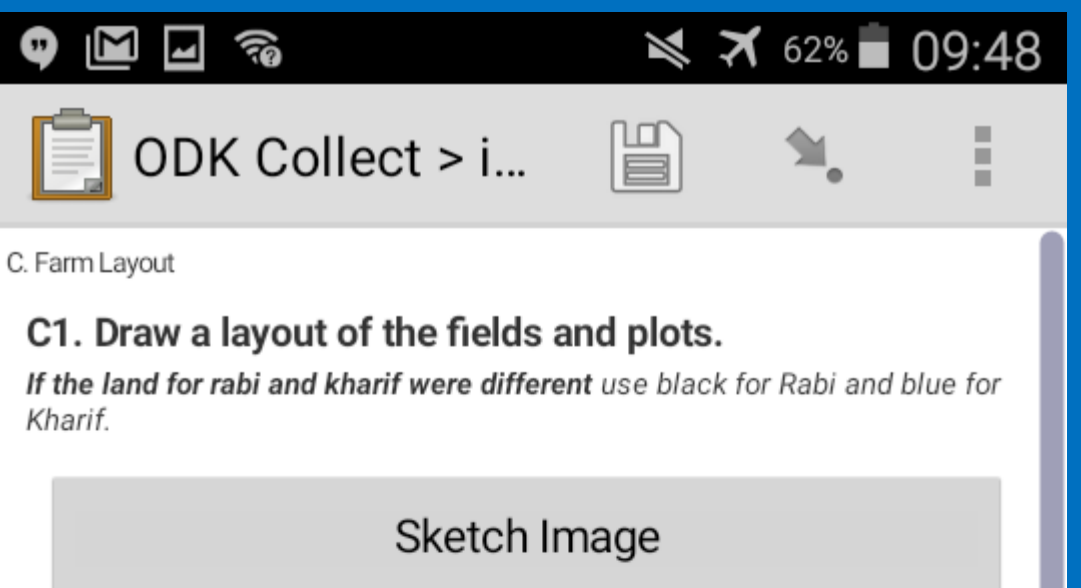 62% 09:48
ODK Collect > i...
C. Farm Layout
C1. Draw a layout of the fields and plots.
If the land for rabi and kharif were different use black for Rabi and blue for
Kharif.
Sketch Image